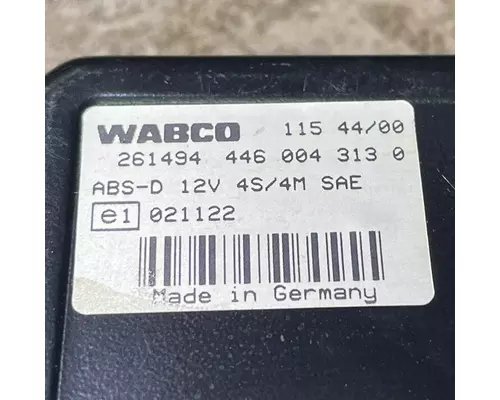 WABCO 115 44/00
261494 446 004 313 0
ABS-D 12V 4S/4M SAE
e1 021122
Made in Germany